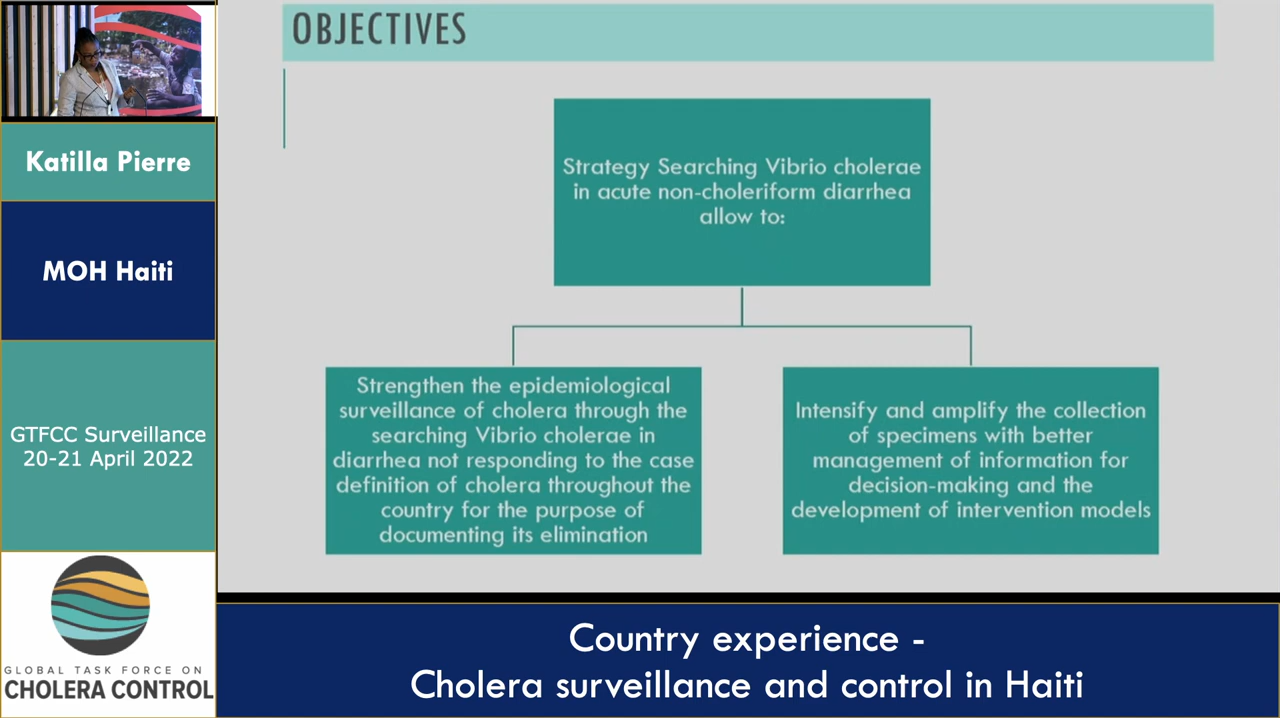 OBJECTIVES
Strategy Searching Vibrio cholerae
in acute non-choleriform diarrhea
allow to:
Strengthen the epidemiological
surveillance of cholera through the
searching Vibrio cholerae in
diarrhea not responding to the case
definition of cholera throughout the
country for the purpose of
documenting its elimination
Intensify and amplify the collection
of specimens with better
management of information for
decision-making and the
development of intervention models
Katilla Pierre
MOH Haiti
GTFCC Surveillance
20-21 April 2022
GLOBAL TASK FORCE ON
CHOLERA CONTROL
Country experience -
Cholera surveillance and control in Haiti